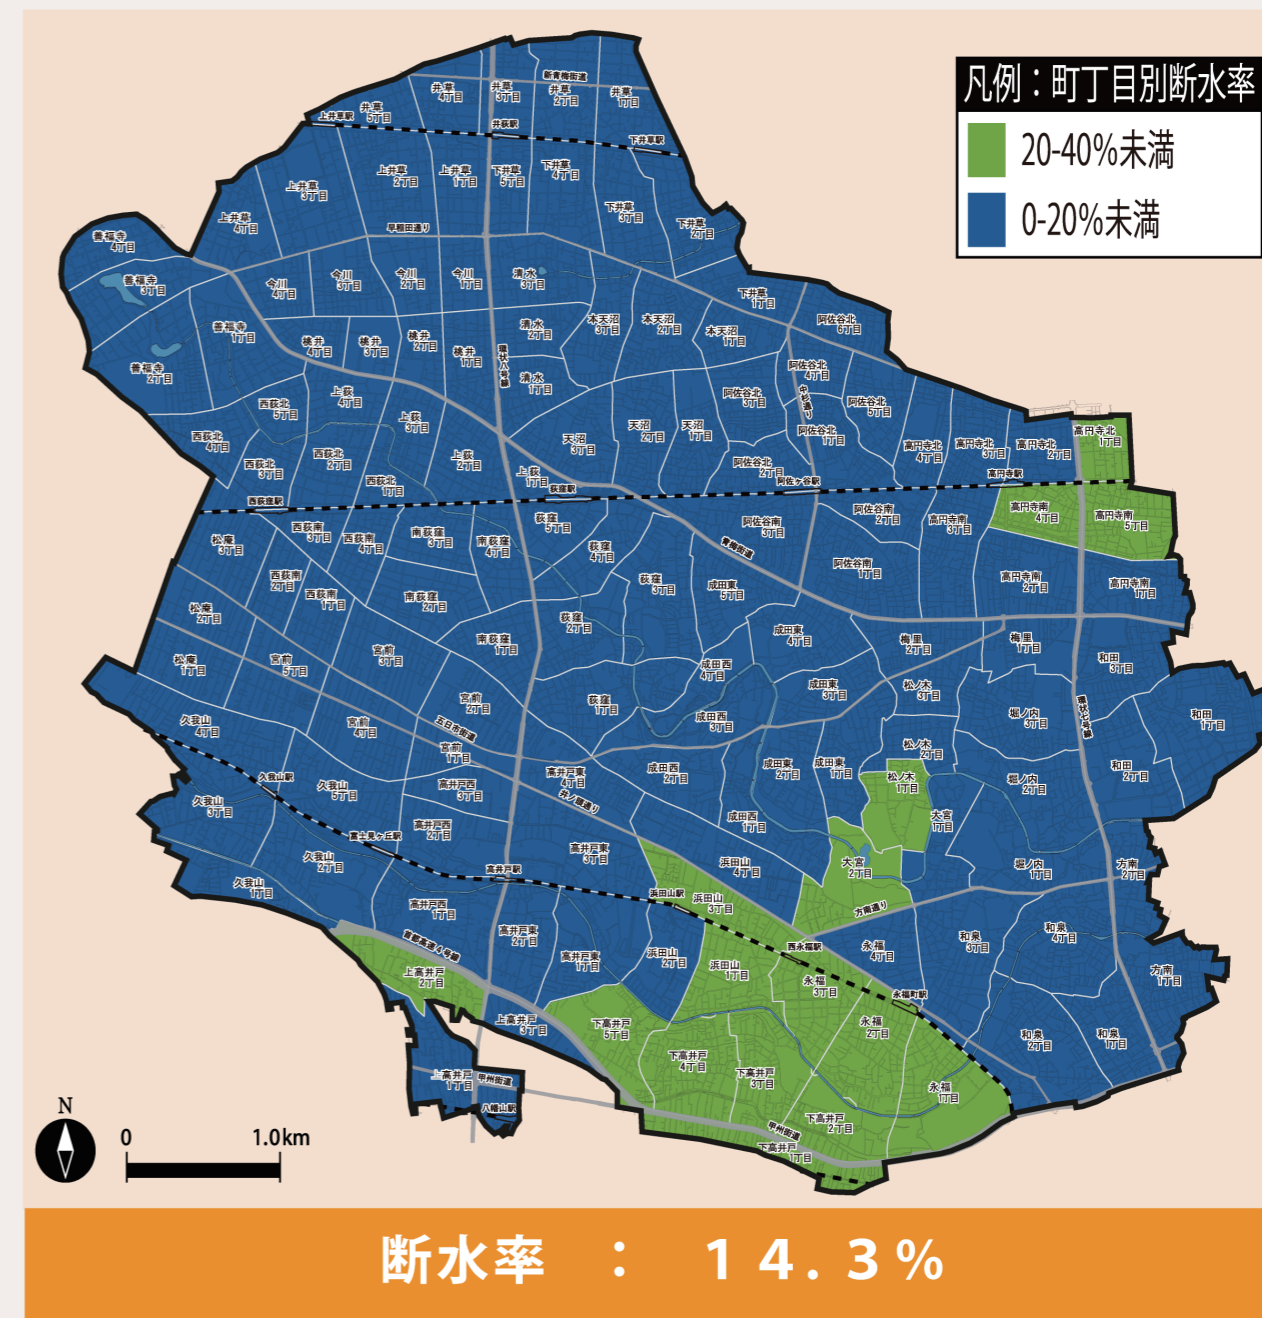 凡例：町丁目別断水率
20-40%未満
0-20%未満
新青梅街道
井草
4丁目
井草
3丁目
井草
2丁目
井草
1丁目
井草
5丁目
上井草駅
井荻駅
下井草駅
上井草
3丁目
上井草
2丁目
上井草
1丁目
下井草
5丁目
下井草
4丁目
上井草
4丁目
早稲田通り
下井草
3丁目
下井草
2丁目
善福寺
4丁目
善福寺
3丁目
今川
4丁目
今川
3丁目
今川
2丁目
今川
1丁目
清水
3丁目
下井草
1丁目
善福寺
1丁目
桃井
4丁目
桃井
3丁目
桃井
2丁目
桃井
1丁目
環状八号線
清水
2丁目
本天沼
3丁目
本天沼
2丁目
本天沼
1丁目
阿佐谷北
6丁目
善福寺
2丁目
清水
1丁目
阿佐谷北
4丁目
西荻北
5丁目
上荻
4丁目
上荻
3丁目
阿佐谷北
3丁目
中杉通り
阿佐谷北
5丁目
西荻北
4丁目
西荻北
3丁目
西荻北
2丁目
西荻北
1丁目
上荻
2丁目
上荻
1丁目
天沼
3丁目
天沼
2丁目
天沼
1丁目
阿佐谷北
1丁目
阿佐谷北
2丁目
高円寺北
4丁目
高円寺北
3丁目
高円寺北
2丁目
高円寺北
1丁目
西荻窪駅
荻窪駅
阿佐ヶ谷駅
高円寺駅
松庵
3丁目
西荻南
3丁目
西荻南
4丁目
南荻窪
3丁目
南荻窪
4丁目
荻窪
5丁目
荻窪
4丁目
青梅街道
阿佐谷南
3丁目
阿佐谷南
2丁目
高円寺南
3丁目
高円寺南
4丁目
高円寺南
5丁目
西荻南
2丁目
西荻南
1丁目
南荻窪
2丁目
荻窪
3丁目
成田東
5丁目
阿佐谷南
1丁目
高円寺南
2丁目
高円寺南
1丁目
松庵
2丁目
荻窪
2丁目
南荻窪
1丁目
成田東
4丁目
梅里
2丁目
梅里
1丁目
和田
3丁目
松庵
1丁目
宮前
5丁目
宮前
3丁目
成田西
4丁目
成田東
3丁目
松ノ木
3丁目
宮前
2丁目
荻窪
1丁目
成田西
3丁目
堀ノ内
3丁目
環状七号線
和田
1丁目
久我山
4丁目
宮前
4丁目
五日市街道
宮前
1丁目
松ノ木
2丁目
久我山駅
久我山
5丁目
高井戸西
3丁目
高井戸東
4丁目
井ノ頭通り
成田西
2丁目
成田東
2丁目
成田東
1丁目
松ノ木
1丁目
堀ノ内
2丁目
和田
2丁目
久我山
3丁目
富士見ヶ丘駅
高井戸西
2丁目
成田西
1丁目
大宮
1丁目
久我山
2丁目
高井戸駅
高井戸東
3丁目
浜田山
4丁目
大宮
2丁目
堀ノ内
1丁目
方南
2丁目
久我山
1丁目
高井戸西
1丁目
浜田山駅
浜田山
3丁目
方南通り
首都高速4号線
高井戸東
2丁目
高井戸東
1丁目
浜田山
2丁目
西永福駅
永福
4丁目
和泉
3丁目
和泉
4丁目
上高井戸
2丁目
浜田山
1丁目
永福
3丁目
永福町駅
方南
1丁目
上高井戸
3丁目
下高井戸
5丁目
永福
2丁目
和泉
2丁目
和泉
1丁目
下高井戸
4丁目
下高井戸
3丁目
上高井戸
1丁目
甲州街道
永福
1丁目
八幡山駅
下高井戸
2丁目
甲州街道
下高井戸
1丁目
N
0 1.0km
断水率 ： 14.3%